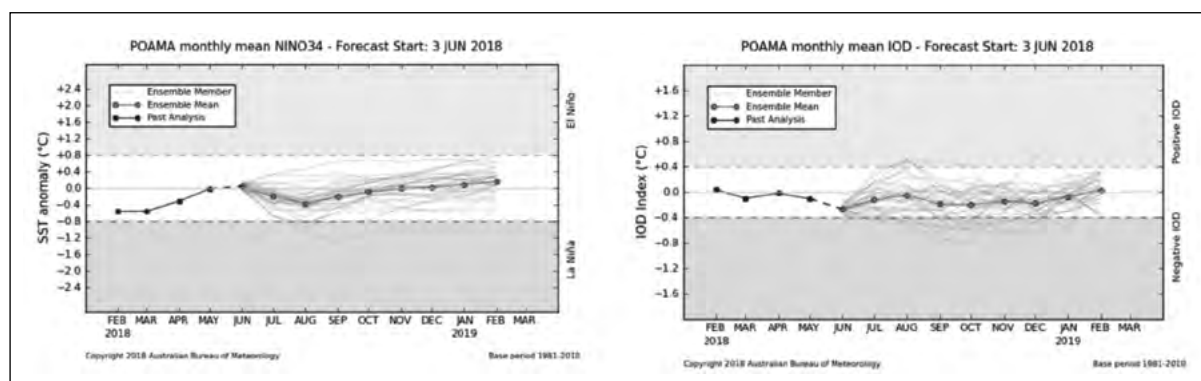 POAMA monthly mean NINO34 - Forecast Start: 3 JUN 2018
+2.4
+2.0
+1.6
+1.2
+0.8
+0.4
0.0
−0.4
−0.8
−1.2
−1.6
−2.0
−2.4
SST anomaly (°C)
Ensemble Member
Ensemble Mean
Past Analysis
El Niño
La Niña
FEB MAR APR MAY JUN JUL AUG SEP OCT NOV DEC JAN FEB MAR
2018 2019
Copyright 2018 Australian Bureau of Meteorology Base period 1981-2010
POAMA monthly mean IOD - Forecast Start: 3 JUN 2018
+1.6
+1.2
+0.8
+0.4
0.0
−0.4
−0.8
−1.2
−1.6
IOD Index (°C)
Ensemble Member
Ensemble Mean
Past Analysis
Positive IOD
Negative IOD
FEB MAR APR MAY JUN JUL AUG SEP OCT NOV DEC JAN FEB MAR
2018 2019
Copyright 2018 Australian Bureau of Meteorology Base period 1981-2010